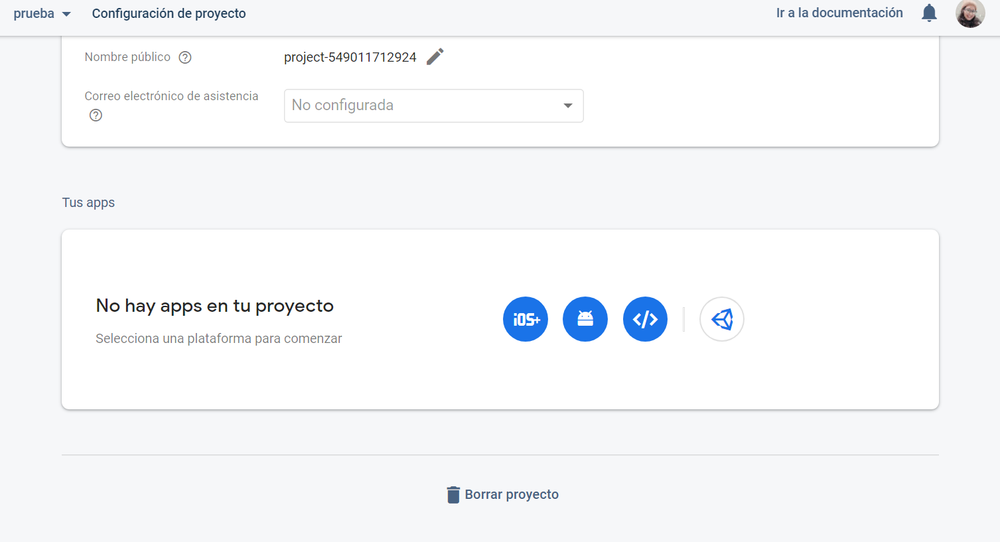 prueba Configuración de proyecto Ir a la documentación
Nombre público project-549011712924
Correo electrónico de asistencia No configurada
Tus apps
No hay apps en tu proyecto
Selecciona una plataforma para comenzar
iOS+
Borrar proyecto